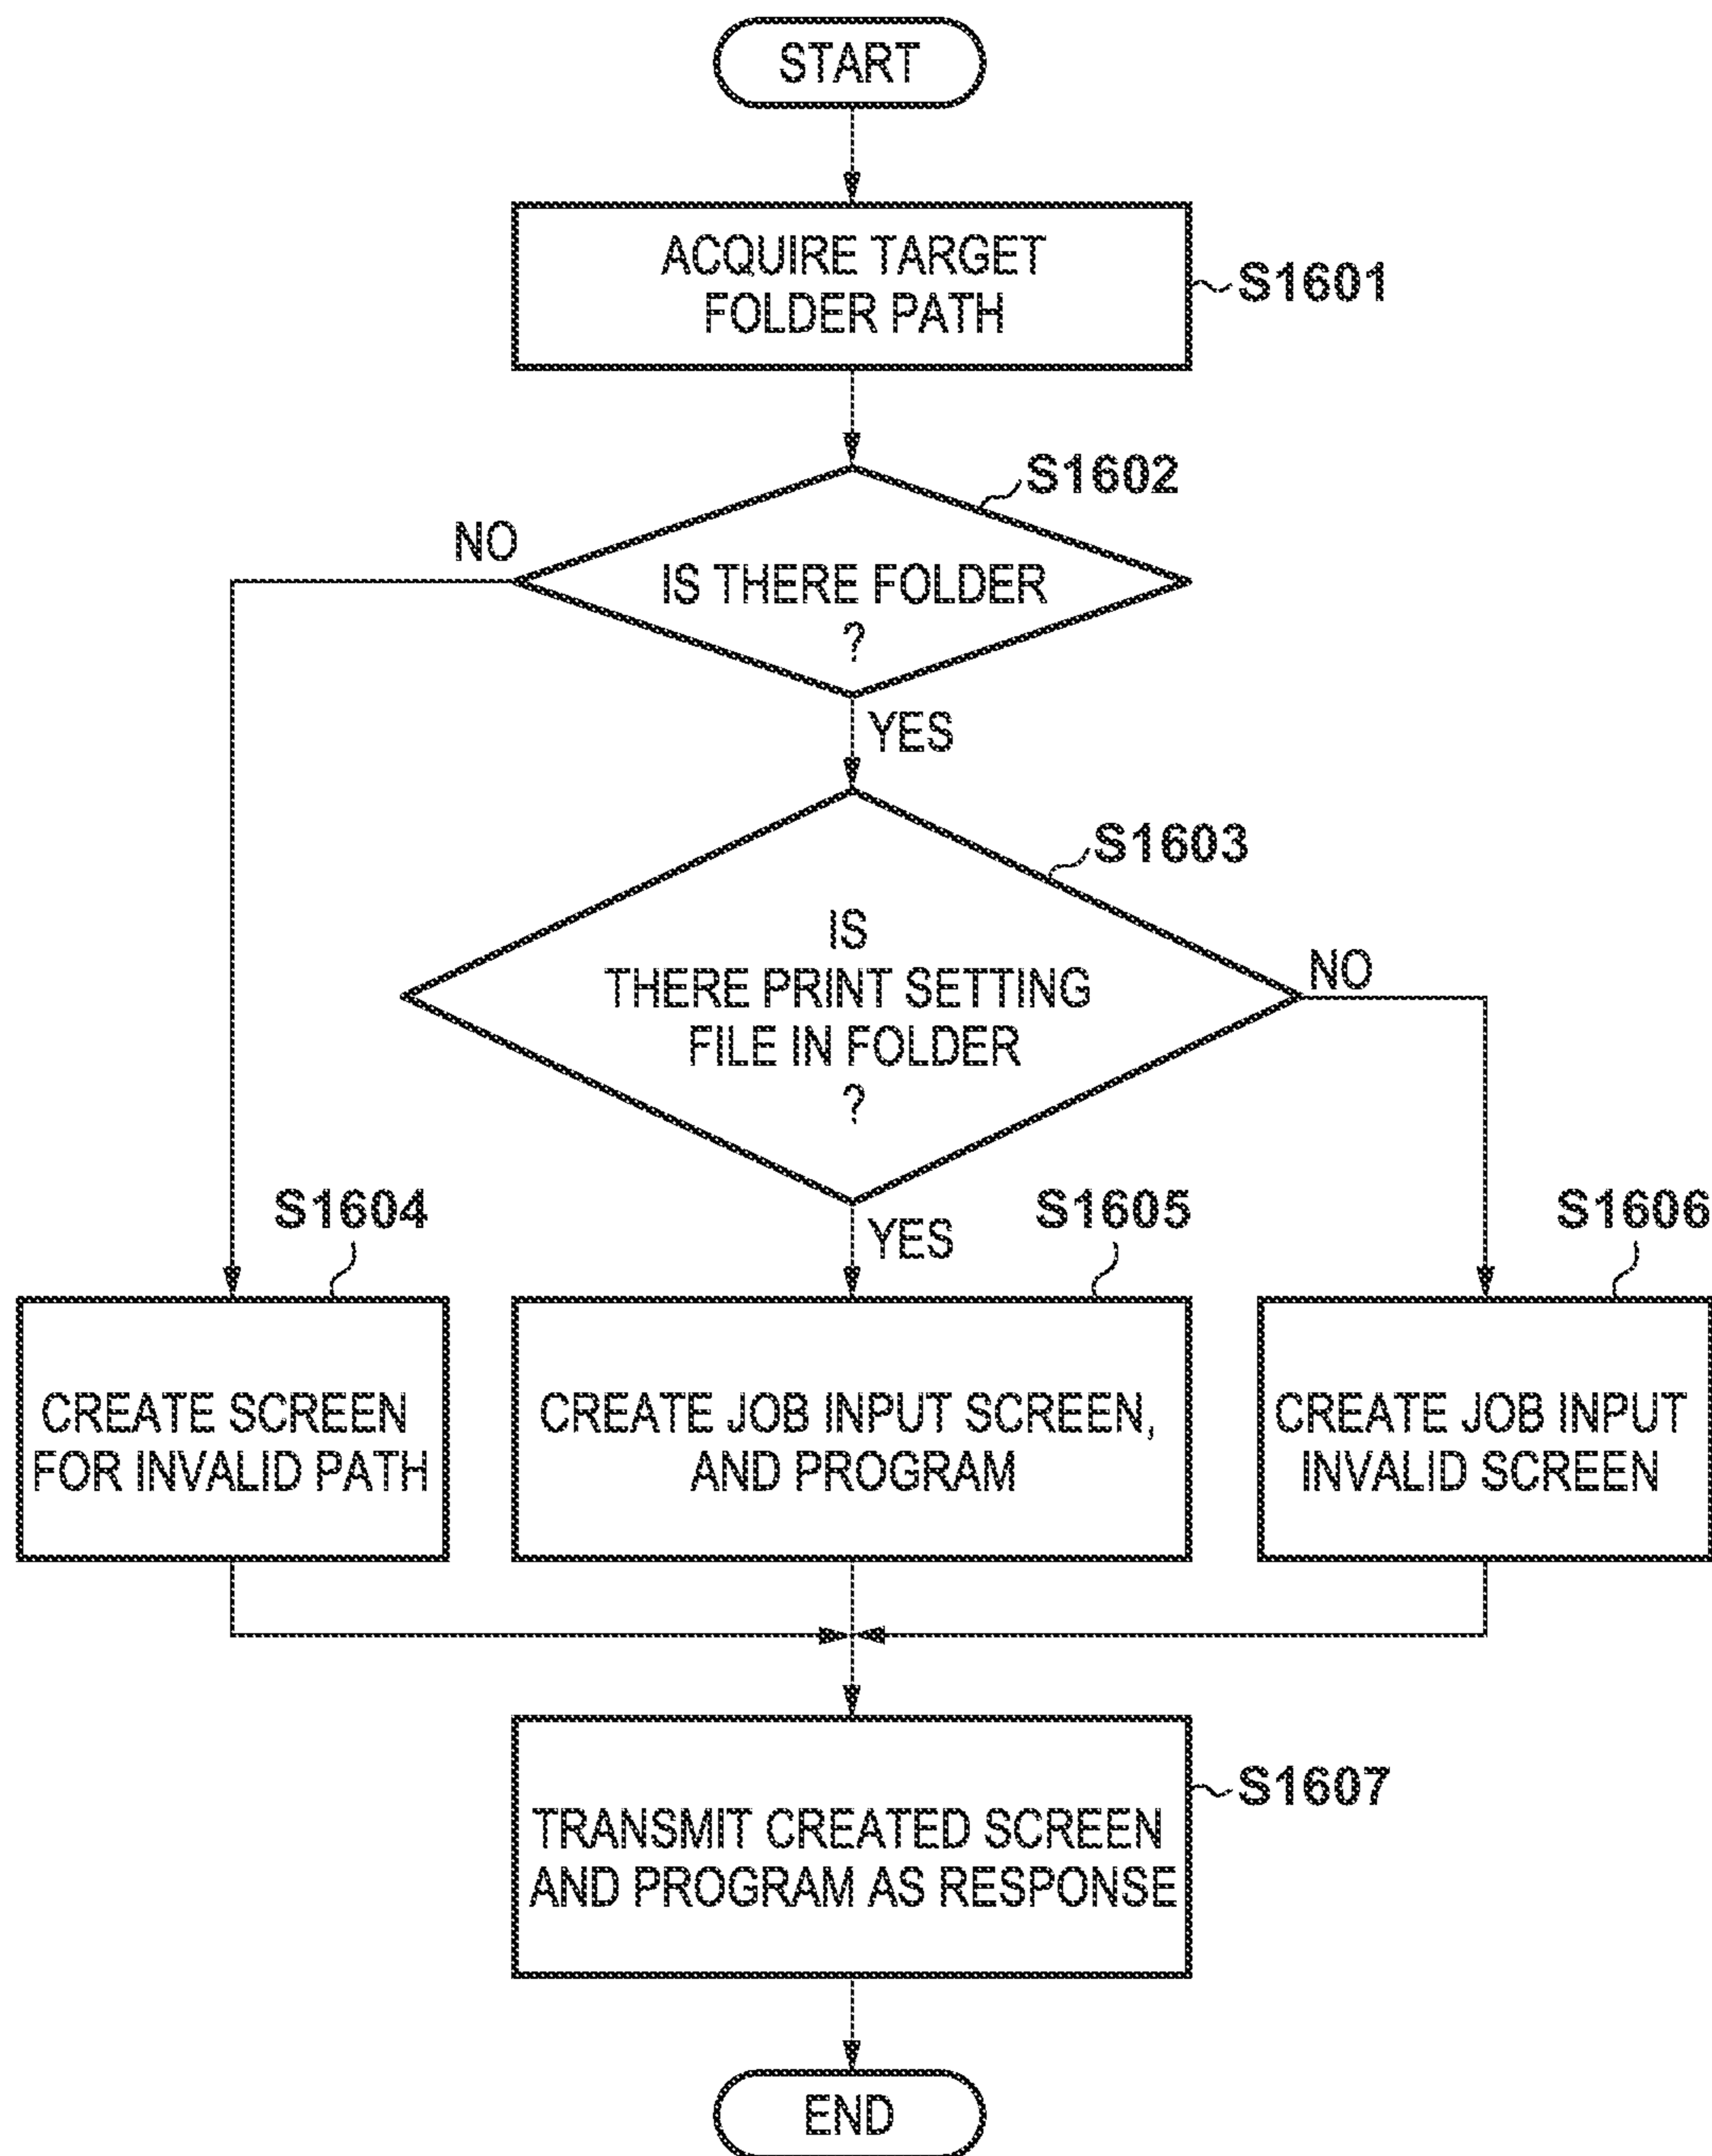 START
ACQUIRE TARGET
FOLDER PATH
S1601
S1602
NO
IS THERE FOLDER
?
YES
S1603
IS
THERE PRINT SETTING
FILE IN FOLDER
?
NO
YES
S1604
S1605
S1606
CREATE SCREEN
FOR INVALID PATH
CREATE JOB INPUT SCREEN,
AND PROGRAM
CREATE JOB INPUT
INVALID SCREEN
S1607
TRANSMIT CREATED SCREEN
AND PROGRAM AS RESPONSE
END